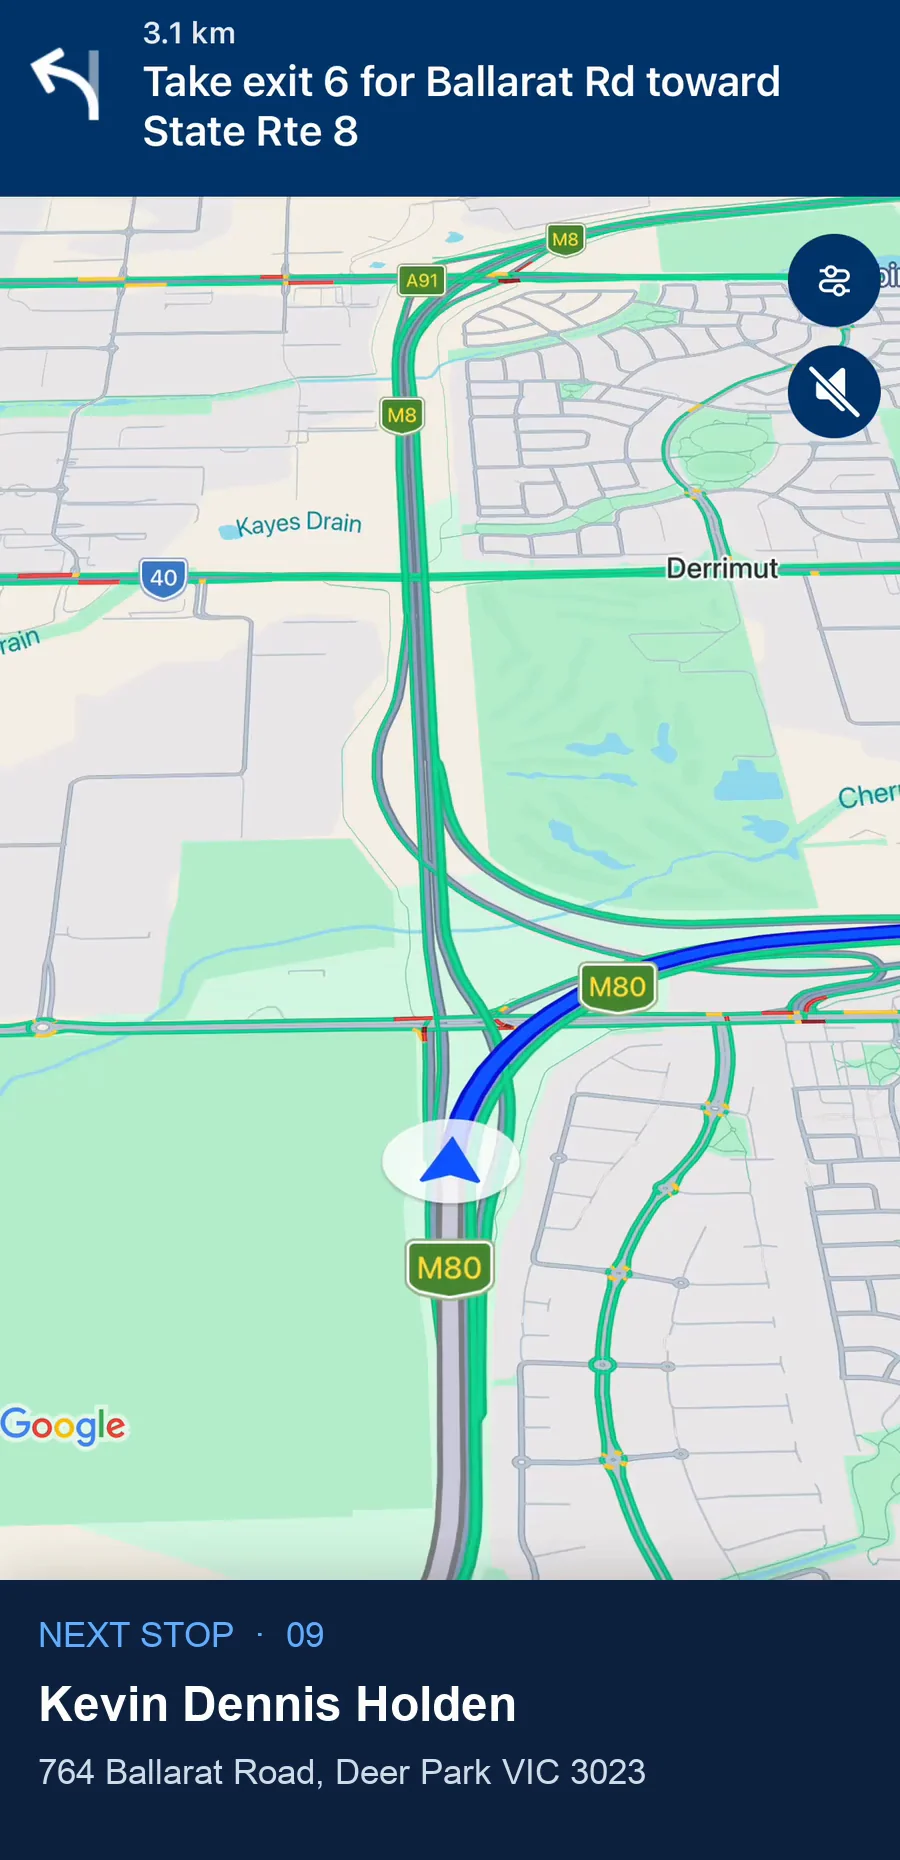 3.1 km
Take exit 6 for Ballarat Rd toward
State Rte 8
M8
A91
M8
Kayes Drain
40
Derrimut
M80
M80
Google
NEXT STOP · 09
Kevin Dennis Holden
764 Ballarat Road, Deer Park VIC 3023